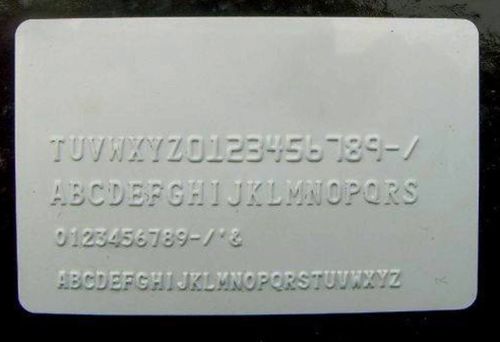 TUVWXYZ0123456789-/
ABCDEFGHIJKLMNOPQRS
0123456789-/'&
ABCDEFGHIJKLMNOPQRSTUVWXYZ